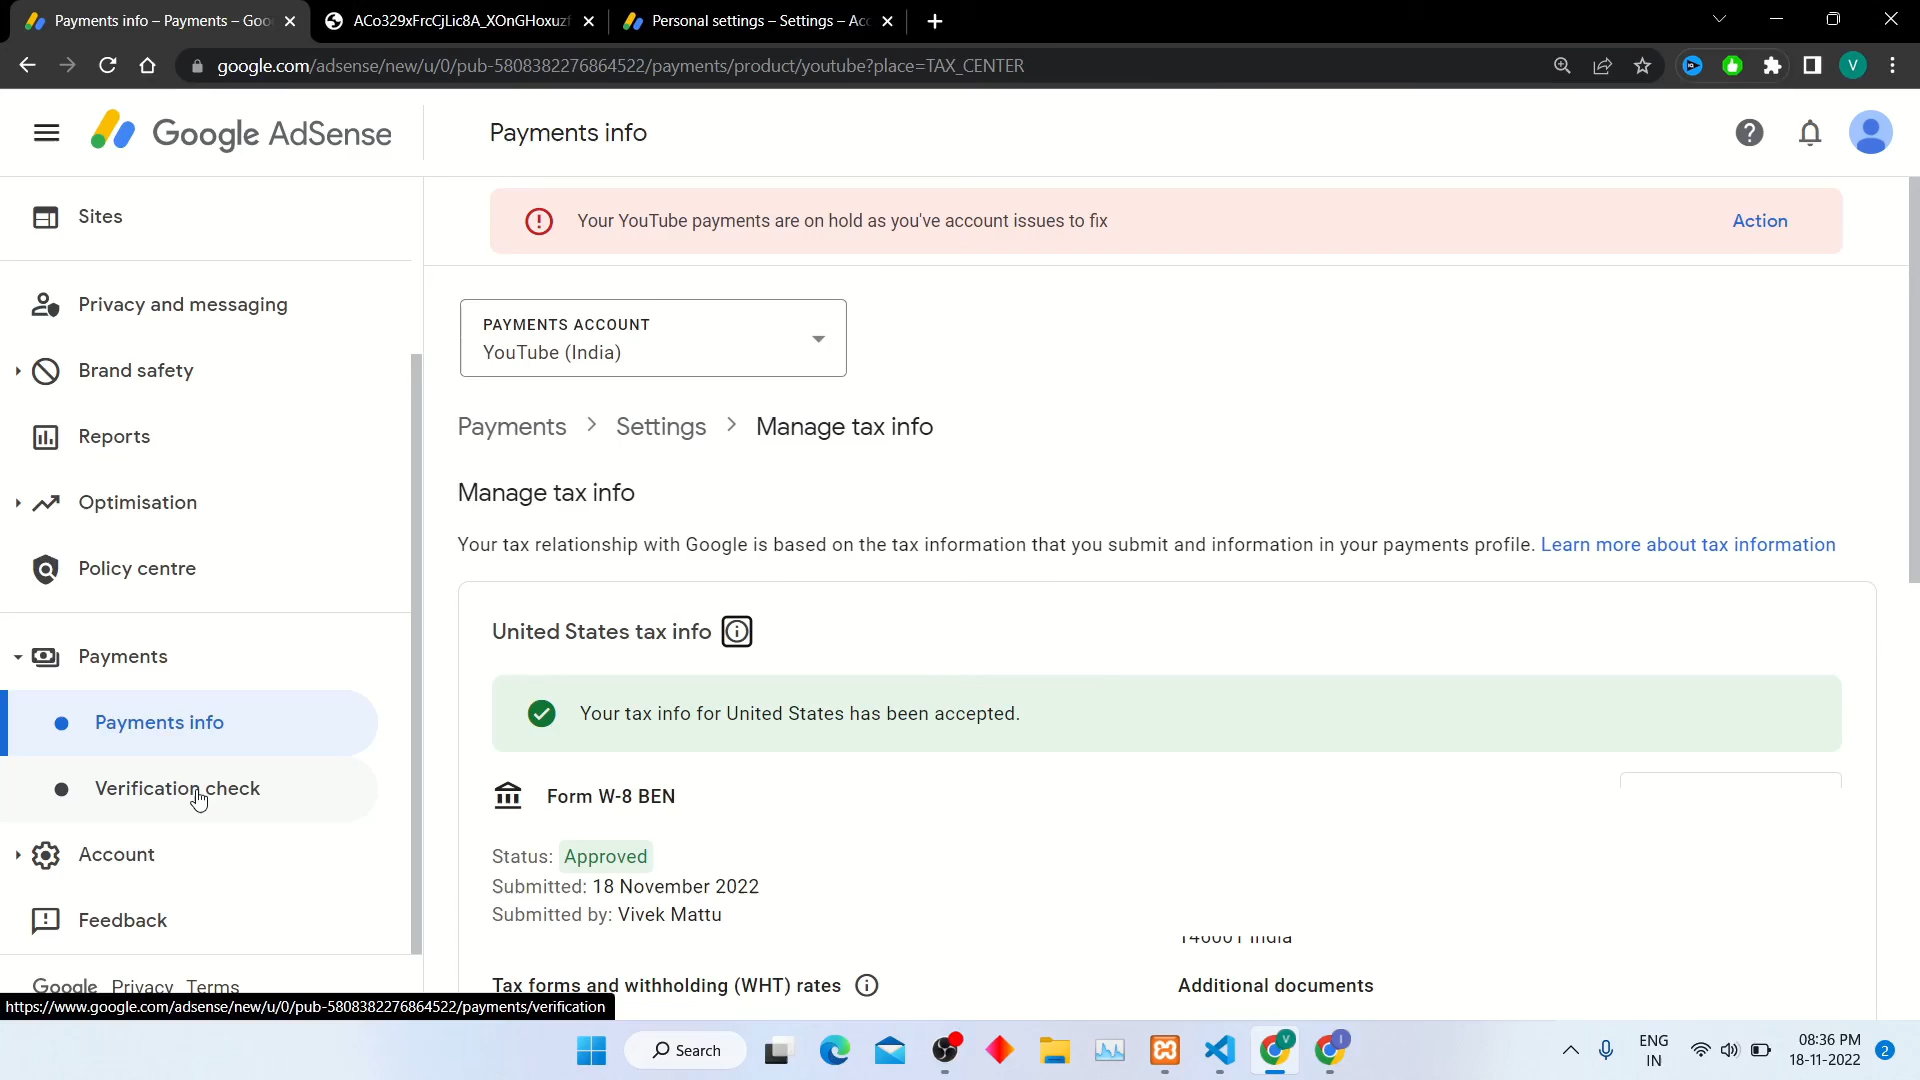 Payments info – Payments – Goo
ACo329xFrcCjLic8A_XOnGHoxuzf
Personal settings – Settings – Acc
google.com/adsense/new/u/0/pub-5808382276864522/payments/product/youtube?place=TAX_CENTER
V
Google AdSense
Payments info
Sites
Privacy and messaging
Brand safety
Reports
Optimisation
Policy centre
Payments
Payments info
Verification check
Account
Feedback
Google Privacy Terms
https://www.google.com/adsense/new/u/0/pub-5808382276864522/payments/verification
Your YouTube payments are on hold as you've account issues to fix
Action
PAYMENTS ACCOUNT
YouTube (India)
Payments > Settings > Manage tax info
Manage tax info
Your tax relationship with Google is based on the tax information that you submit and information in your payments profile. Learn more about tax information
United States tax info
Your tax info for United States has been accepted.
Form W-8 BEN
Status: Approved
Submitted: 18 November 2022
Submitted by: Vivek Mattu
India
Tax forms and withholding (WHT) rates
Additional documents
Search
ENG
IN
08:36 PM
18-11-2022
2